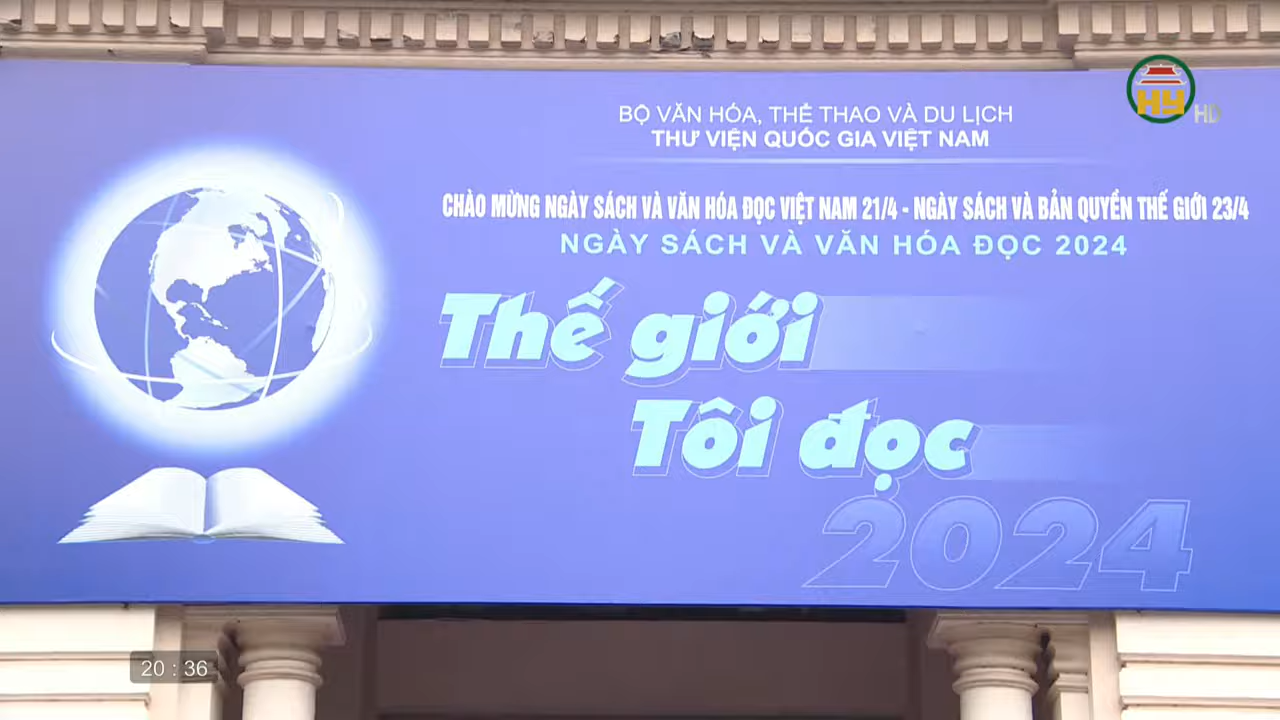 BỘ VĂN HÓA, THỂ THAO VÀ DU LỊCH
THƯ VIỆN QUỐC GIA VIỆT NAM
CHÀO MỪNG NGÀY SÁCH VÀ VĂN HÓA ĐỌC VIỆT NAM 21/4 - NGÀY SÁCH VÀ BẢN QUYỀN THẾ GIỚI 23/4
NGÀY SÁCH VÀ VĂN HÓA ĐỌC 2024
Thế giới
Tôi đọc
2024
HY HD
20 : 36